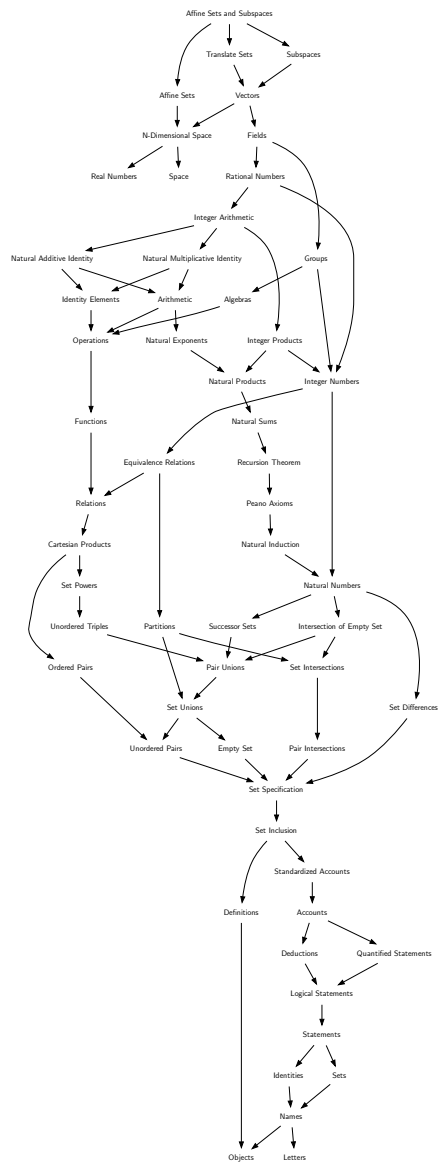 Affine Sets and Subspaces
Translate Sets
Subspaces
Affine Sets
Vectors
N-Dimensional Space
Fields
Real Numbers
Space
Rational Numbers
Integer Arithmetic
Natural Additive Identity
Natural Multiplicative Identity
Groups
Identity Elements
Arithmetic
Algebras
Operations
Natural Exponents
Integer Products
Natural Products
Integer Numbers
Functions
Natural Sums
Equivalence Relations
Recursion Theorem
Relations
Peano Axioms
Cartesian Products
Natural Induction
Set Powers
Natural Numbers
Unordered Triples
Partitions
Successor Sets
Intersection of Empty Set
Ordered Pairs
Pair Unions
Set Intersections
Set Unions
Set Differences
Unordered Pairs
Empty Set
Pair Intersections
Set Specification
Set Inclusion
Standardized Accounts
Definitions
Accounts
Deductions
Quantified Statements
Logical Statements
Statements
Identities
Sets
Names
Objects
Letters